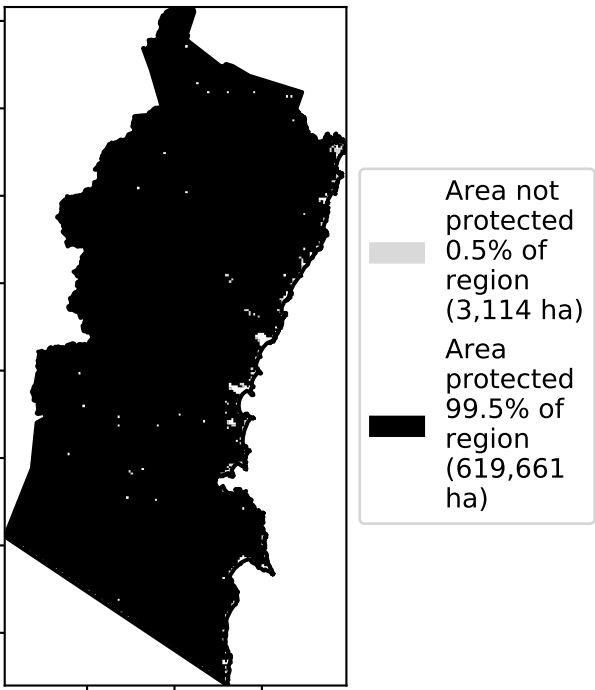 Area not
protected
0.5% of
region
(3,114 ha)
Area
protected
99.5% of
region
(619,661
ha)